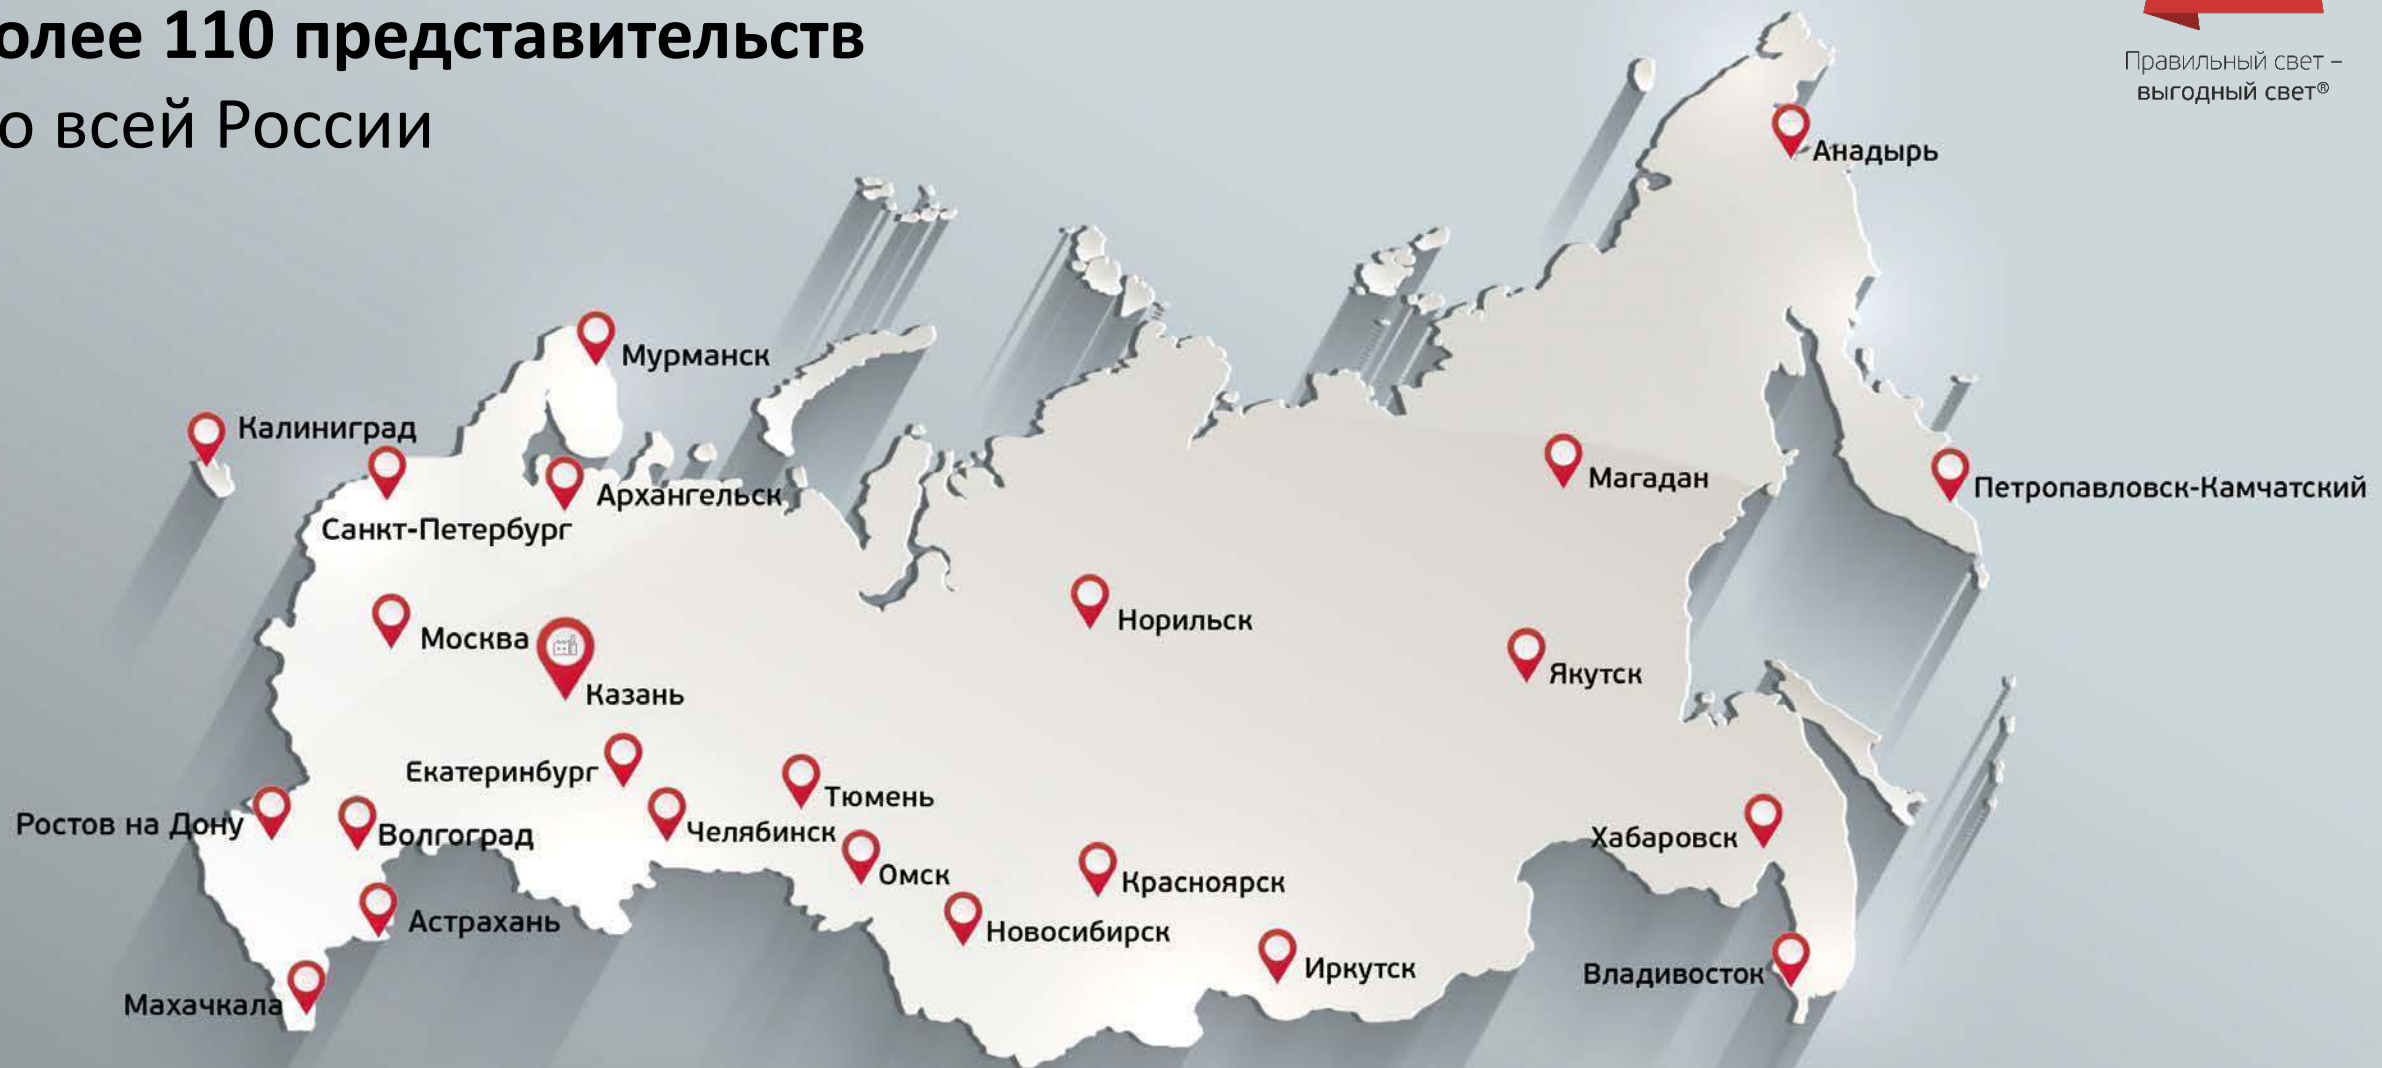 олее 110 представительств
о всей России
Правильный свет –
выгодный свет®
Анадырь
Мурманск
Калининград
Магадан
Петропавловск-Камчатский
Архангельск
Санкт-Петербург
Норильск
Москва
Якутск
Казань
Екатеринбург
Тюмень
Ростов на Дону
Волгоград
Челябинск
Хабаровск
Омск
Красноярск
Астрахань
Новосибирск
Иркутск
Владивосток
Махачкала